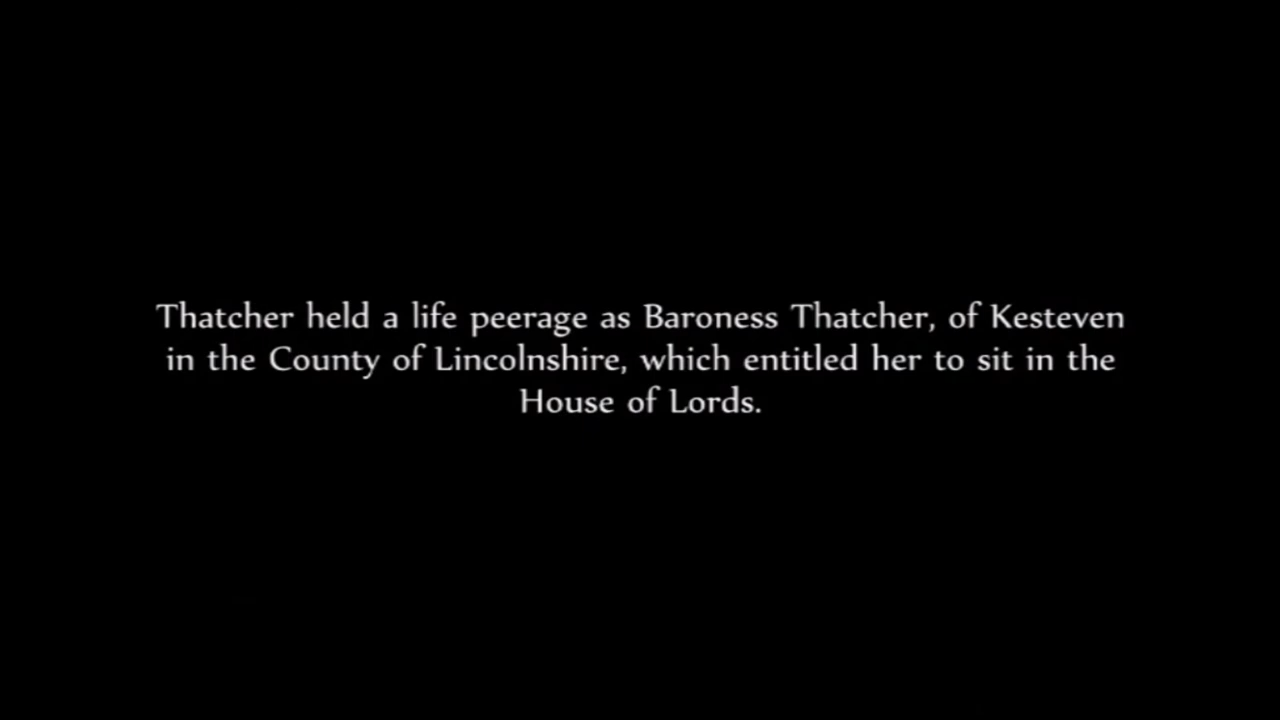 Thatcher held a life peerage as Baroness Thatcher, of Kesteven
in the County of Lincolnshire, which entitled her to sit in the
House of Lords.